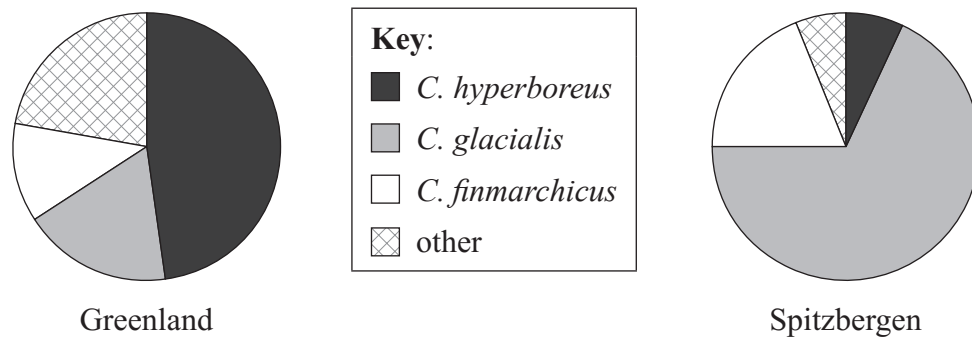 Key:
C. hyperboreus
C. glacialis
C. finmarchicus
other
Greenland
Spitzbergen